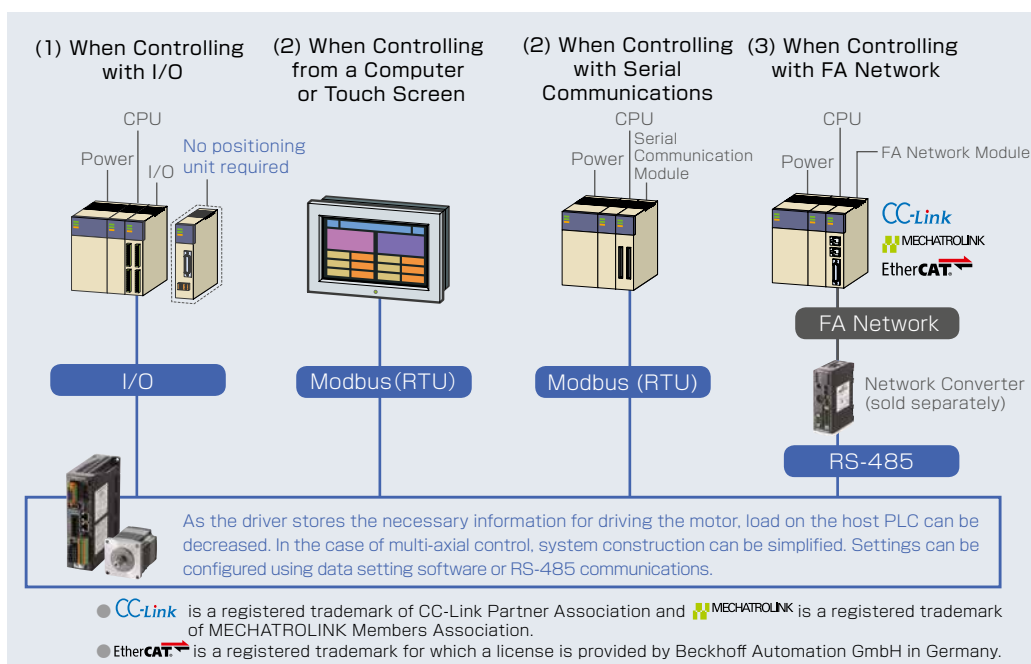 (1) When Controlling
with I/O
(2) When Controlling
from a Computer
or Touch Screen
(2) When Controlling
with Serial
Communications
(3) When Controlling
with FA Network
CPU
Power
I/O
No positioning
unit required
CPU
Power
Serial
Communication
Module
CPU
Power
FA Network Module
CC-Link
MECHATROLINK
EtherCAT.
FA Network
I/O
Modbus(RTU)
Modbus (RTU)
Network Converter
(sold separately)
RS-485
As the driver stores the necessary information for driving the motor, load on the host PLC can be
decreased. In the case of multi-axial control, system construction can be simplified. Settings can be
configured using data setting software or RS-485 communications.
● CC-Link is a registered trademark of CC-Link Partner Association and MECHATROLINK is a registered trademark
of MECHATROLINK Members Association.
● EtherCAT. is a registered trademark for which a license is provided by Beckhoff Automation GmbH in Germany.